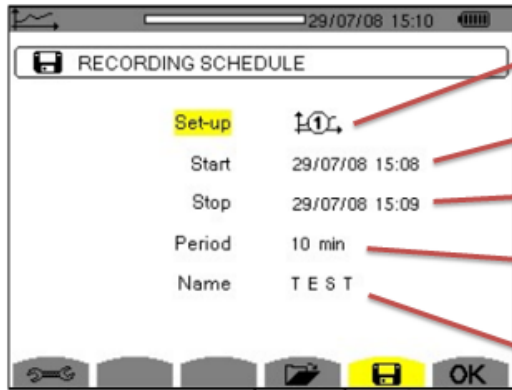 29/07/08 15:10
RECORDING SCHEDULE
Set-up 1
Start 29/07/08 15:08
Stop 29/07/08 15:09
Period 10 min
Name T E S T
OK